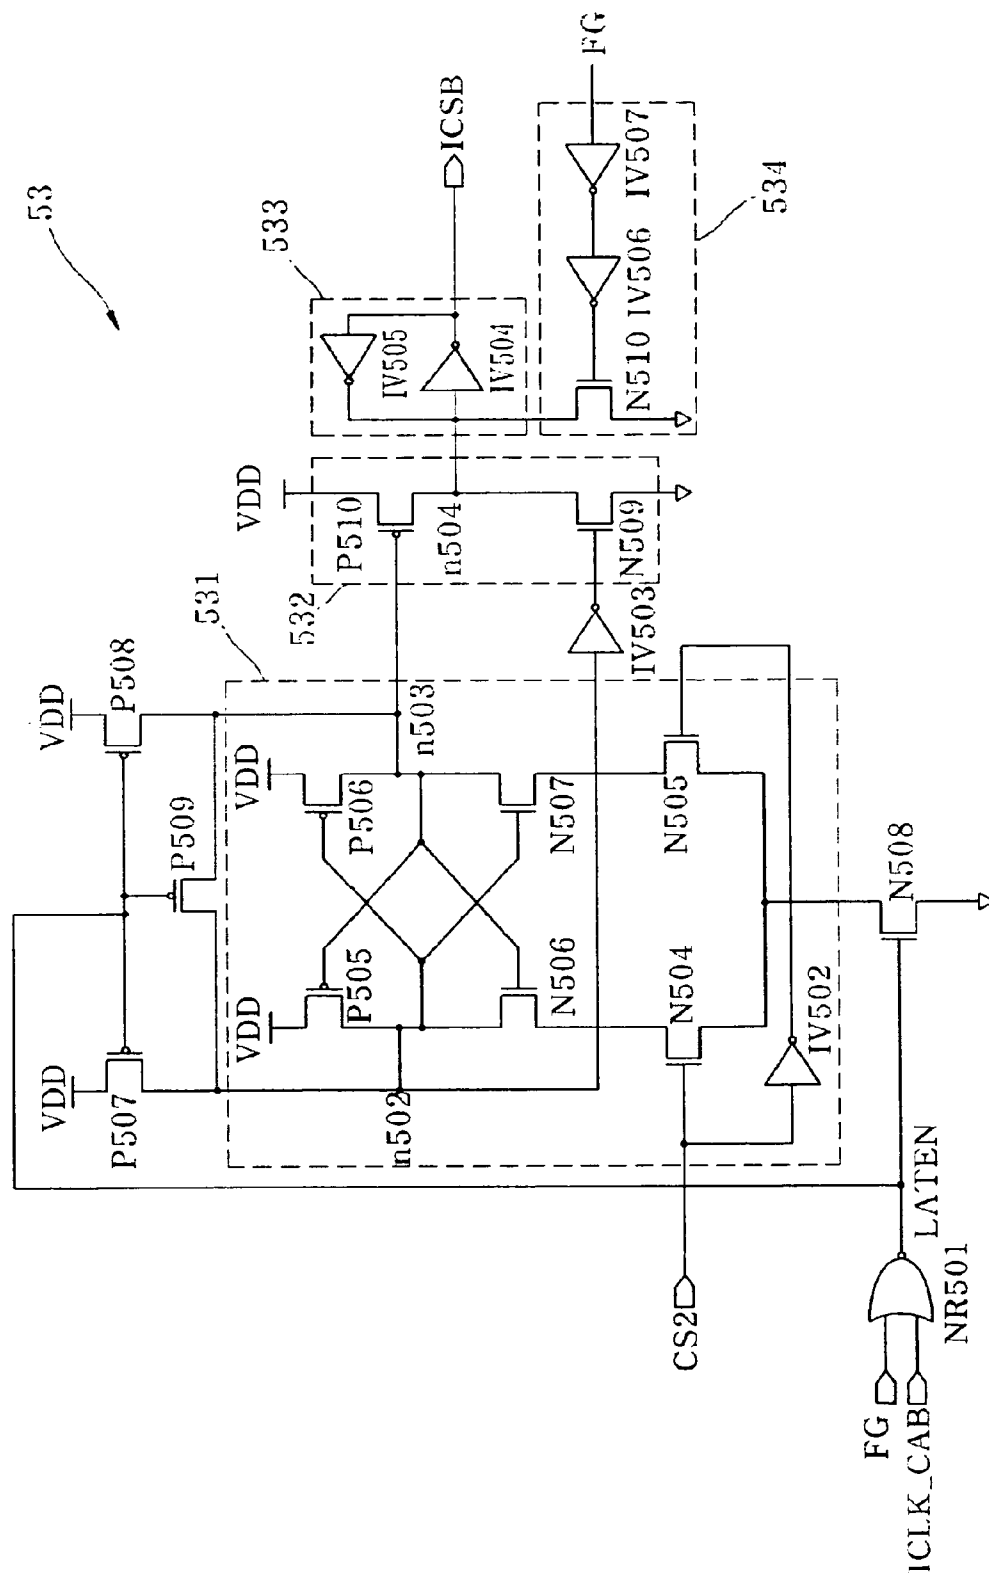 53
VDD
P507
VDD
P508
P509
531
VDD
P505
VDD
P506
n502
n503
N506
N507
N504
N505
IV502
CS2
FG
ICLK_CAB
NR501
LATEN
N508
532
VDD
P510
n504
N509
IV503
533
IV505
IV504
ICSB
FG
N510
IV506
IV507
534